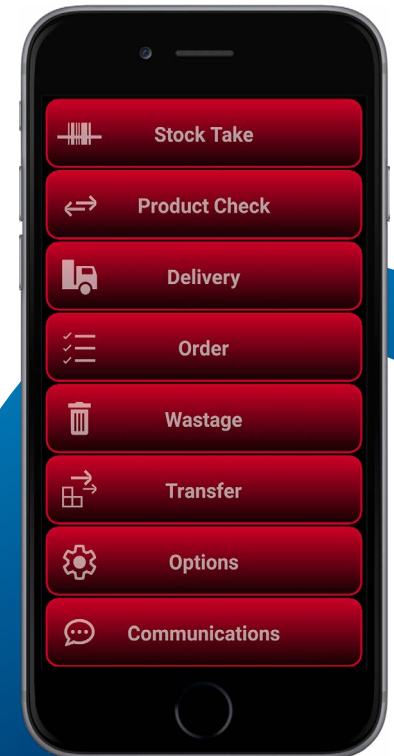 Stock Take
Product Check
Delivery
Order
Wastage
Transfer
Options
Communications